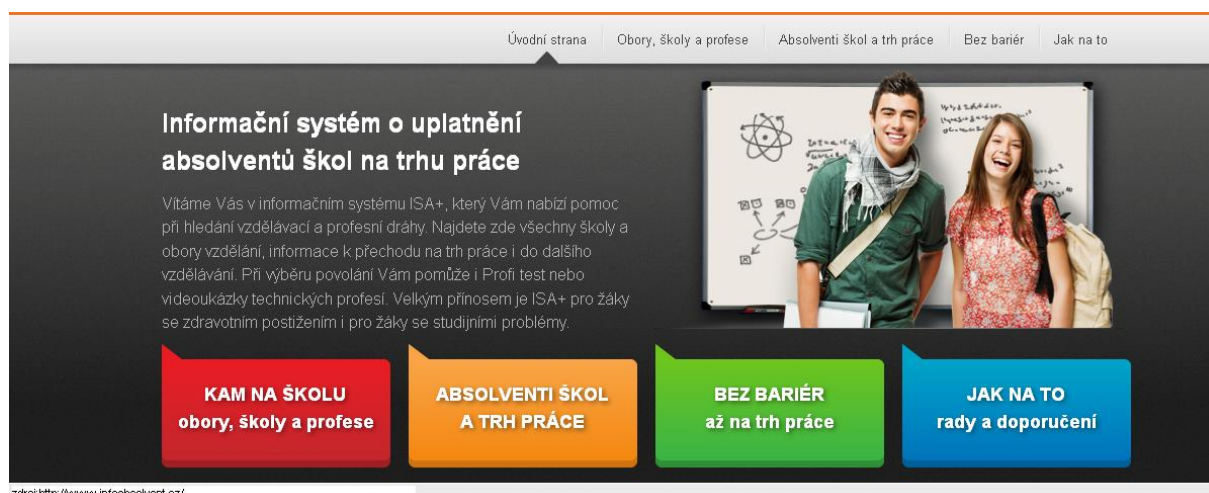 Úvodní strana Obory, školy a profese Absolventi škol a trh práce Bez bariér Jak na to
Informační systém o uplatnění
absolventů škol na trhu práce
Vítáme Vás v informačním systému ISA+, který Vám nabízí pomoc
při hledání vzdělávací a profesní dráhy. Najdete zde všechny školy a
obory vzdělání, informace k přechodu na trh práce i do dalšího
vzdělávání. Při výběru povolání Vám pomůže i Profi test nebo
videoukázky technických profesí. Velkým přínosem je ISA+ pro žáky
se zdravotním postižením i pro žáky se studijními problémy.
KAM NA ŠKOLU
obory, školy a profese
ABSOLVENTI ŠKOL
A TRH PRÁCE
BEZ BARIÉR
až na trh práce
JAK NA TO
rady a doporučení